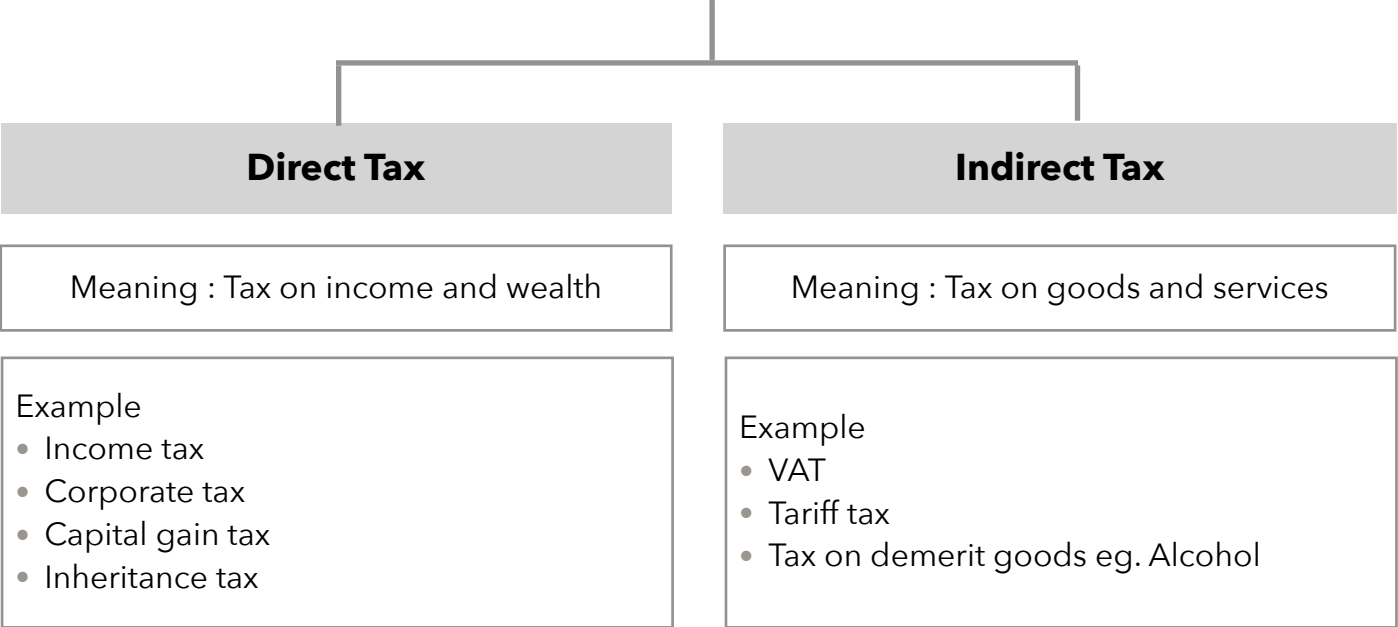 Direct Tax
Meaning : Tax on income and wealth
Example
• Income tax
• Corporate tax
• Capital gain tax
• Inheritance tax
Indirect Tax
Meaning : Tax on goods and services
Example
• VAT
• Tariff tax
• Tax on demerit goods eg. Alcohol